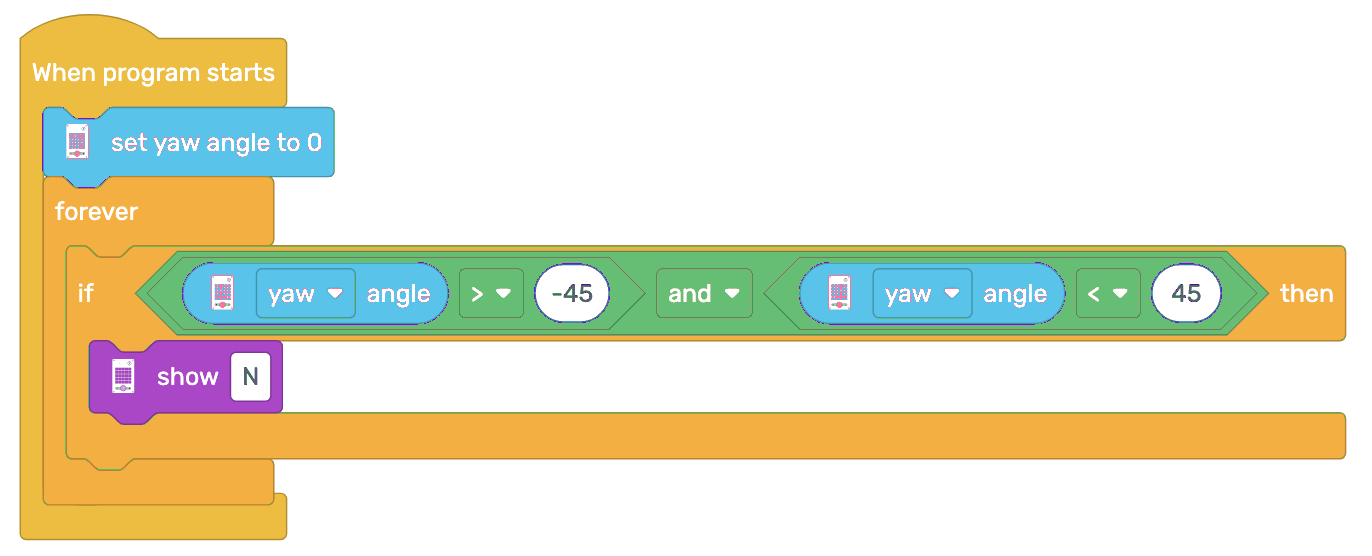 When program starts
set yaw angle to 0
forever
if yaw angle > -45 and yaw angle < 45 then
show N